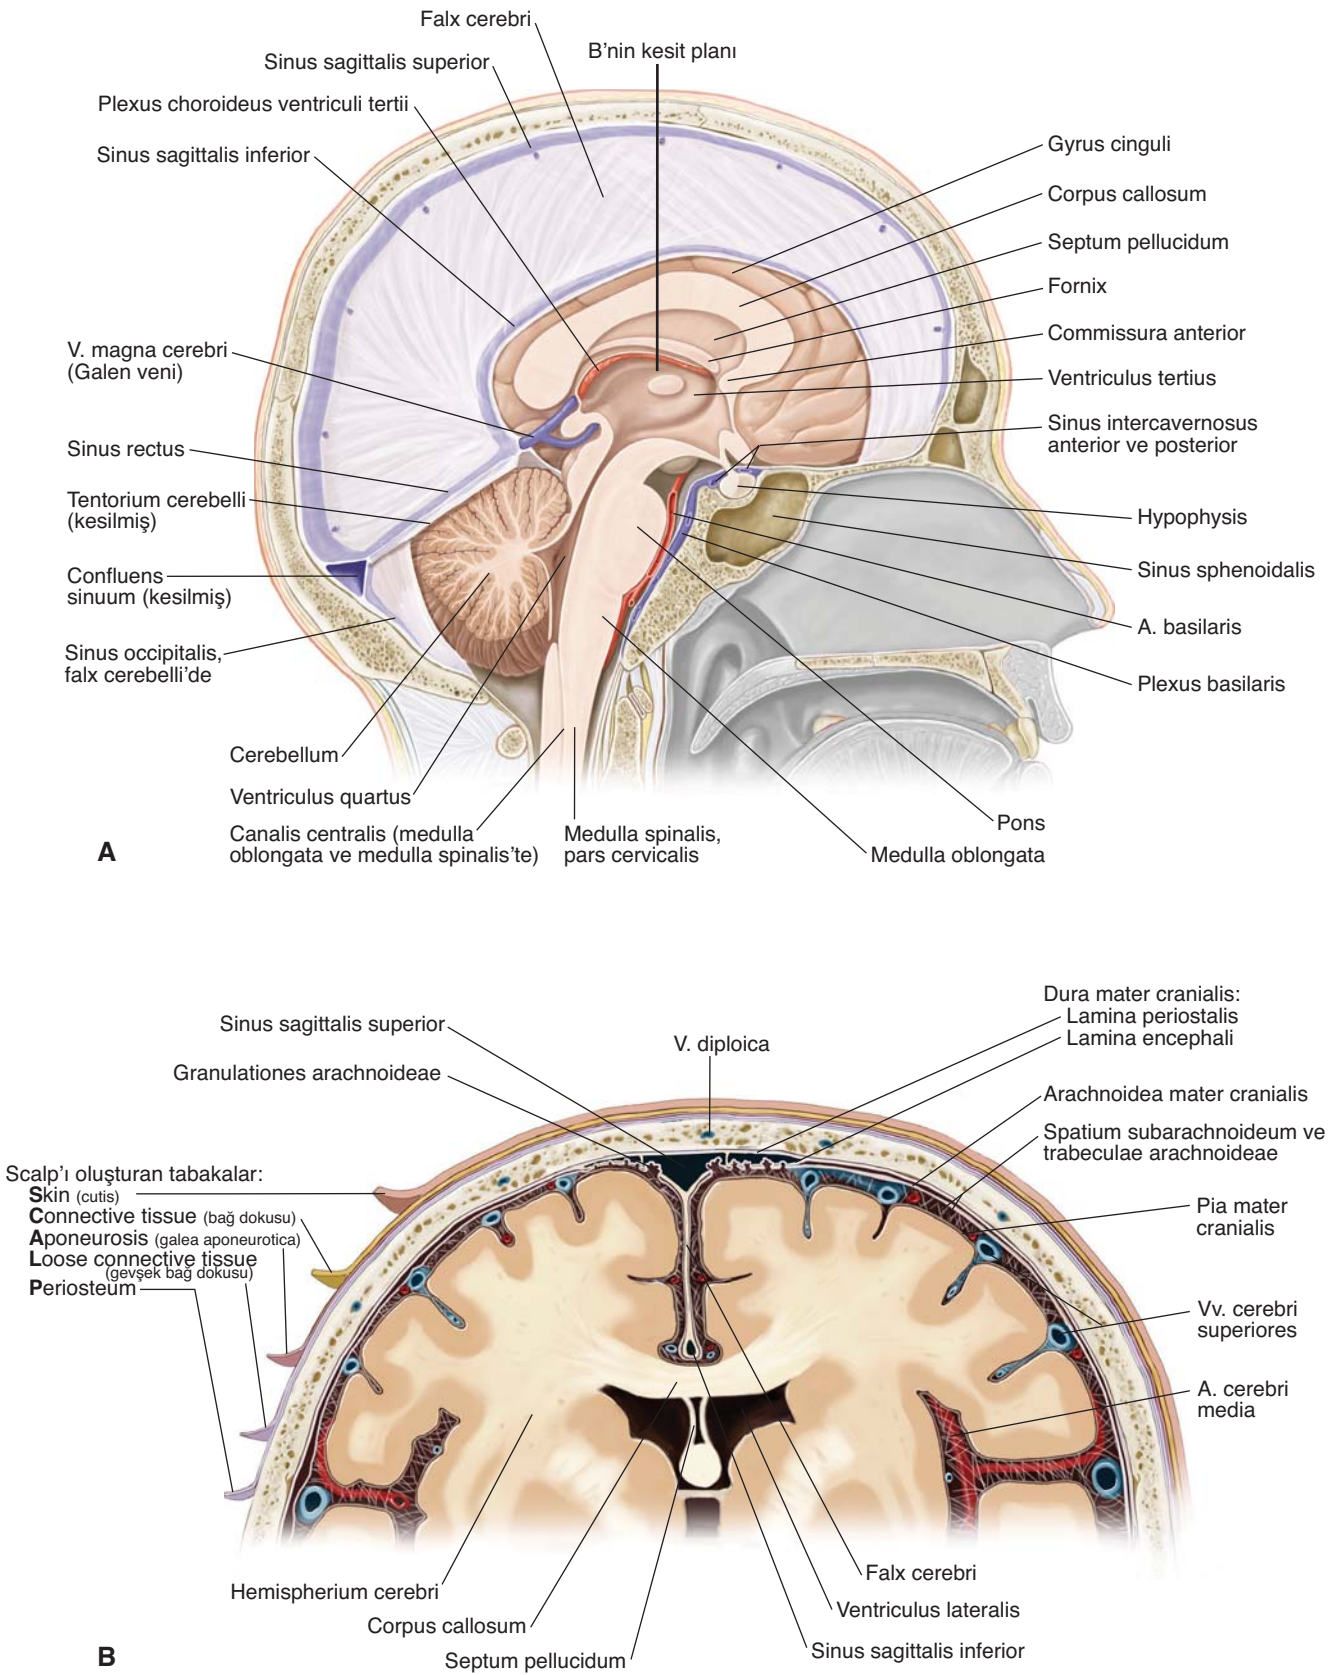 Falx cerebri
B’nin kesit planı
Sinus sagittalis superior
Plexus choroideus ventriculi tertii
Sinus sagittalis inferior
Gyrus cinguli
Corpus callosum
Septum pellucidum
Fornix
Commissura anterior
Ventriculus tertius
Sinus intercavernosus
anterior ve posterior
Hypophysis
Sinus sphenoidalis
A. basilaris
Plexus basilaris
V. magna cerebri
(Galen veni)
Sinus rectus
Tentorium cerebelli
(kesilmiş)
Confluens
sinuum (kesilmiş)
Sinus occipitalis,
falx cerebelli’de
Cerebellum
Ventriculus quartus
Canalis centralis (medulla
oblongata ve medulla spinalis’te)
Medulla spinalis,
pars cervicalis
Pons
Medulla oblongata
A
Sinus sagittalis superior
Granulationes arachnoideae
V. diploica
Dura mater cranialis:
Lamina periostalis
Lamina encephali
Arachnoidea mater cranialis
Spatium subarachnoideum ve
trabeculae arachnoideae
Pia mater
cranialis
Vv. cerebri
superiores
A. cerebri
media
Scalp’ı oluşturan tabakalar:
Skin (cutis)
Connective tissue (bağ dokusu)
Aponeurosis (galea aponeurotica)
Loose connective tissue
(gevşek bağ dokusu)
Periosteum
Hemispherium cerebri
Corpus callosum
Septum pellucidum
Falx cerebri
Ventriculus lateralis
Sinus sagittalis inferior
B